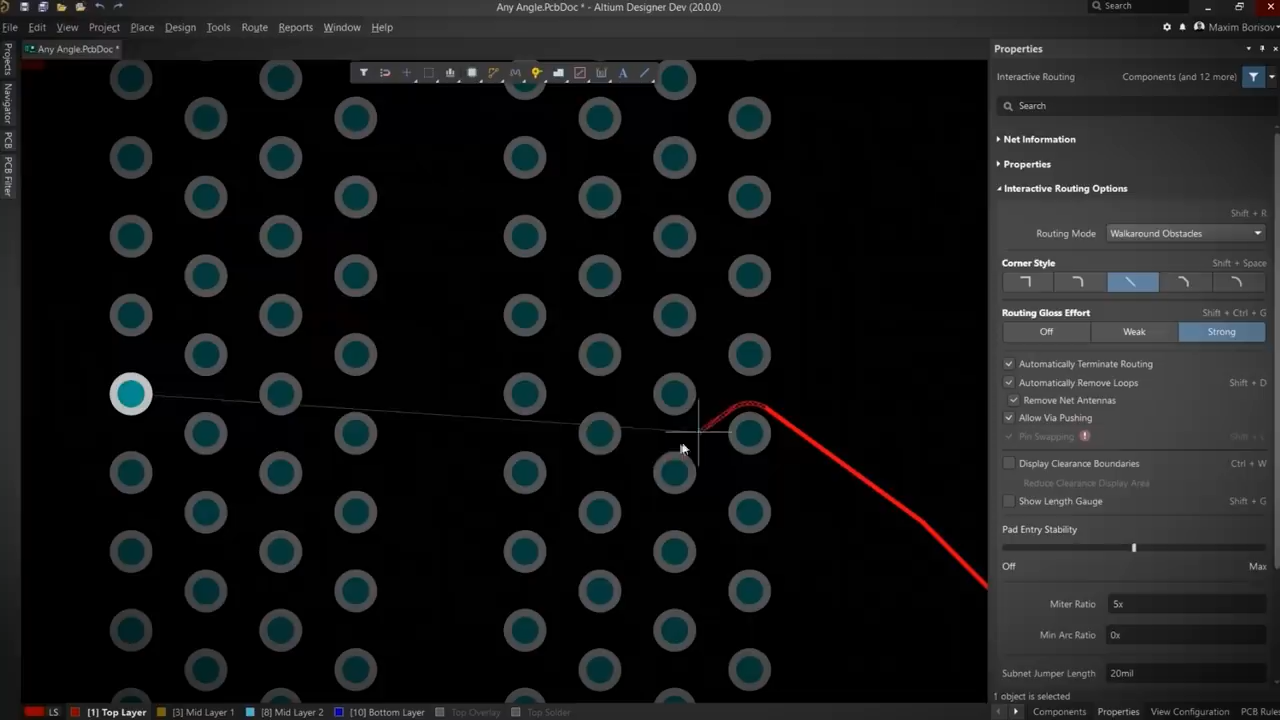 Any Angle.PcbDoc * - Altium Designer Dev (20.0.0)
Search
File Edit View Project Place Design Tools Route Reports Window Help
Maxim Borisov
Any Angle.PcbDoc *
Projects
Navigator
PCB
PCB Filter
Properties
Interactive Routing
Components (and 12 more)
Search
Net Information
Properties
Interactive Routing Options
Shift + R
Routing Mode
Walkaround Obstacles
Corner Style
Shift + Space
Routing Gloss Effort
Shift + Ctrl + G
Off
Weak
Strong
Automatically Terminate Routing
Automatically Remove Loops
Shift + D
Remove Net Antennas
Allow Via Pushing
Pin Swapping
Display Clearance Boundaries
Ctrl + W
Reduce Clearance Display Area
Show Length Gauge
Shift + G
Pad Entry Stability
Off
Max
Miter Ratio
5x
Min Arc Ratio
0x
Subnet Jumper Length
20mil
1 object is selected
LS [1] Top Layer [3] Mid Layer 1 [8] Mid Layer 2 [10] Bottom Layer Top Overlay Top Solder
Components Properties View Configuration PCB Rule